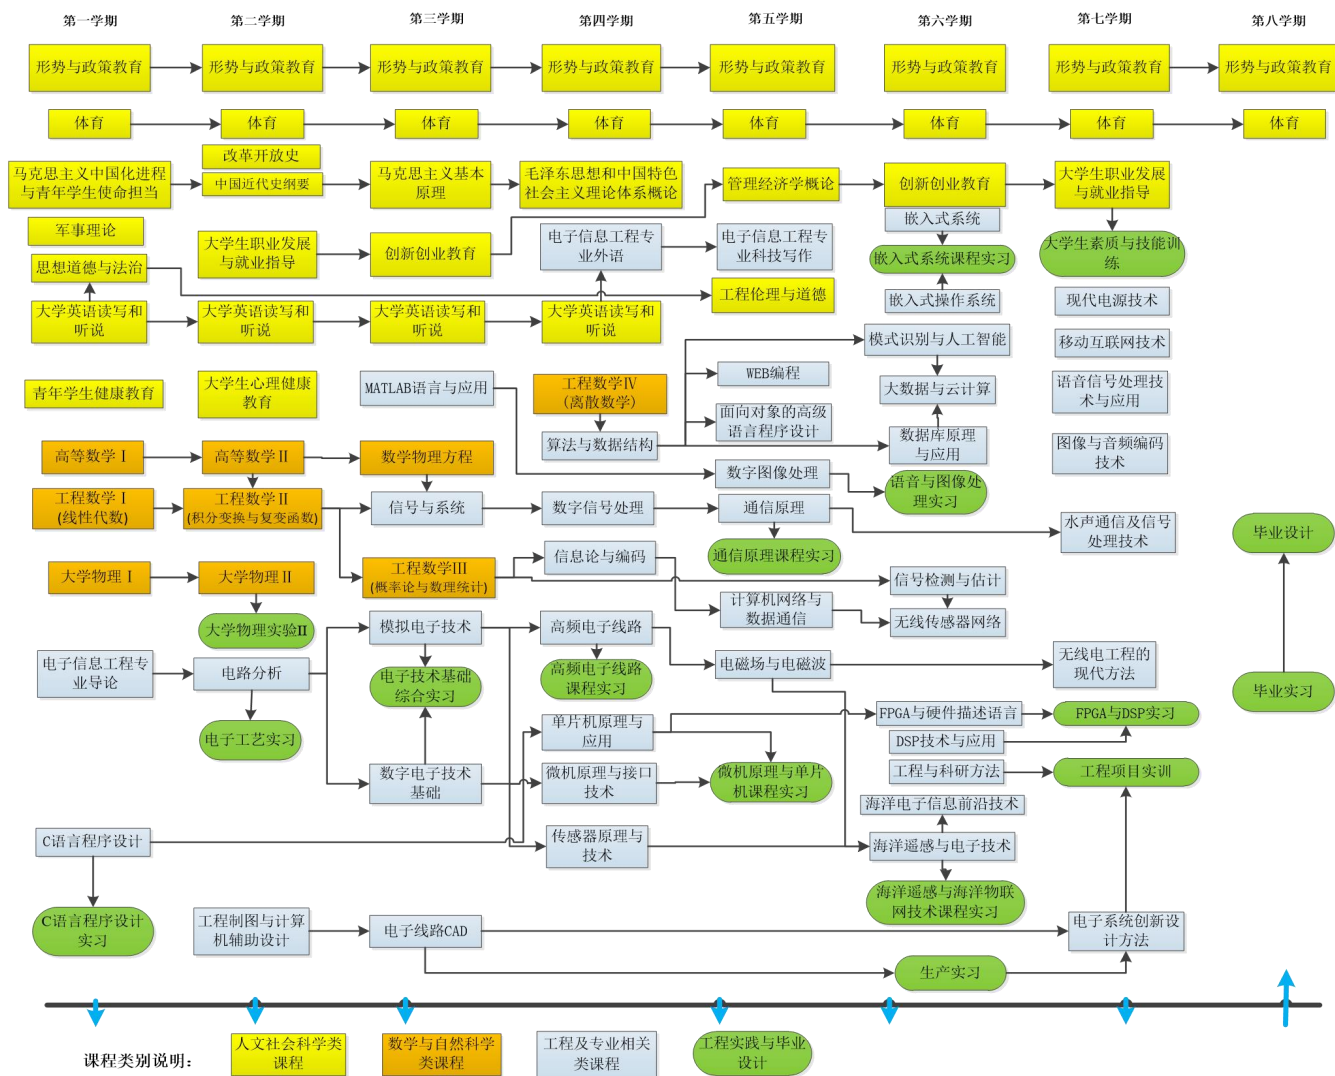 第一学期
第二学期
第三学期
第四学期
第五学期
第六学期
第七学期
第八学期
形势与政策教育
形势与政策教育
形势与政策教育
形势与政策教育
形势与政策教育
形势与政策教育
形势与政策教育
形势与政策教育
体育
体育
体育
体育
体育
体育
体育
体育
马克思主义中国化进程
与青年学生使命担当
改革开放史
中国近代史纲要
马克思主义基本
原理
毛泽东思想和中国特色
社会主义理论体系概论
管理经济学概论
创新创业教育
大学生职业发展
与就业指导
军事理论
大学生职业发展
与就业指导
创新创业教育
电子信息工程专
业外语
电子信息工程专
业科技写作
嵌入式系统
嵌入式系统课程实习
大学生素质与技能训
练
思想道德与法治
工程伦理与道德
嵌入式操作系统
现代电源技术
大学英语读写和
听说
大学英语读写和
听说
大学英语读写和
听说
大学英语读写和
听说
模式识别与人工智能
移动互联网技术
青年学生健康教育
大学生心理健康
教育
MATLAB语言与应用
工程数学Ⅳ
(离散数学)
WEB编程
大数据与云计算
语音信号处理技
术与应用
面向对象的高级
语言程序设计
算法与数据结构
数据库原理
与应用
图像与音频编码
技术
高等数学Ⅰ
高等数学Ⅱ
数学物理方程
数字图像处理
语音与图像处
理实习
工程数学Ⅰ
(线性代数)
工程数学Ⅱ
(积分变换与复变函数)
信号与系统
数字信号处理
通信原理
水声通信及信号
处理技术
毕业设计
通信原理课程实习
信息论与编码
大学物理Ⅰ
大学物理Ⅱ
工程数学III
(概率论与数理统计)
信号检测与估计
计算机网络与
数据通信
无线传感器网络
大学物理实验Ⅱ
模拟电子技术
高频电子线路
电子信息工程专
业导论
电路分析
电子技术基础
综合实习
高频电子线路
课程实习
电磁场与电磁波
无线电工程的
现代方法
毕业实习
电子工艺实习
单片机原理与
应用
FPGA与硬件描述语言
FPGA与DSP实习
DSP技术与应用
数字电子技术
基础
微机原理与接口
技术
微机原理与单片
机课程实习
工程与科研方法
工程项目实训
海洋电子信息前沿技术
C语言程序设计
传感器原理与
技术
海洋遥感与电子技术
C语言程序设计
实习
工程制图与计算
机辅助设计
电子线路CAD
海洋遥感与海洋物联
网技术课程实习
电子系统创新设
计方法
生产实习
课程类别说明：
人文社会科学类
课程
数学与自然科学
类课程
工程及专业相关
类课程
工程实践与毕业
设计